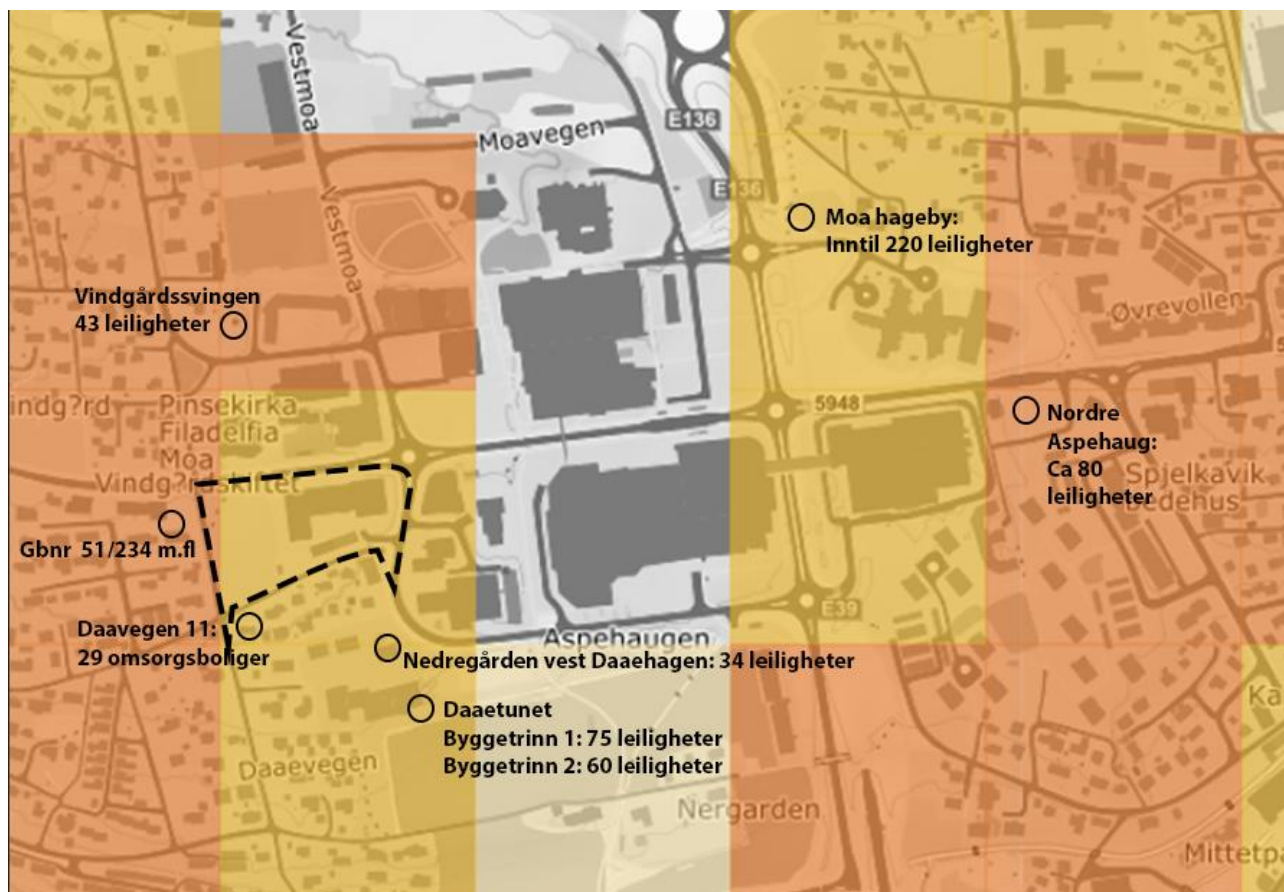 Vestmoa
Moavegen
E136
E136
Vestmoa
Moa hageby:
Inntil 220 leiligheter
Vindgårdssvingen
43 leiligheter
Øvrevollen
5948
indg?rd
Pinsekirka
Filadelfia
Moa
Vindg?rdskiftet
Nordre
Aspehaug:
Ca 80
leiligheter
Spjelkavik
bedehus
Gbnr 51/234 m.fl
Daavegen 11:
29 omsorgsboliger
E39
Aspehaugen
Nedregården vest Daaehagen: 34 leiligheter
Daaetunet
Byggetrinn 1: 75 leiligheter
Byggetrinn 2: 60 leiligheter
Daaevegen
Nergarden
Ka
Mittetpa